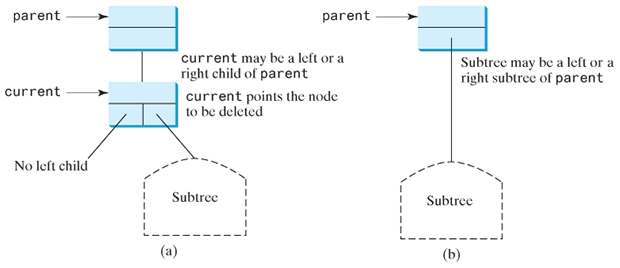 parent
current may be a left or a
right child of parent
current
current points the node
to be deleted
No left child
Subtree
(a)
parent
Subtree may be a left or a
right subtree of parent
Subtree
(b)